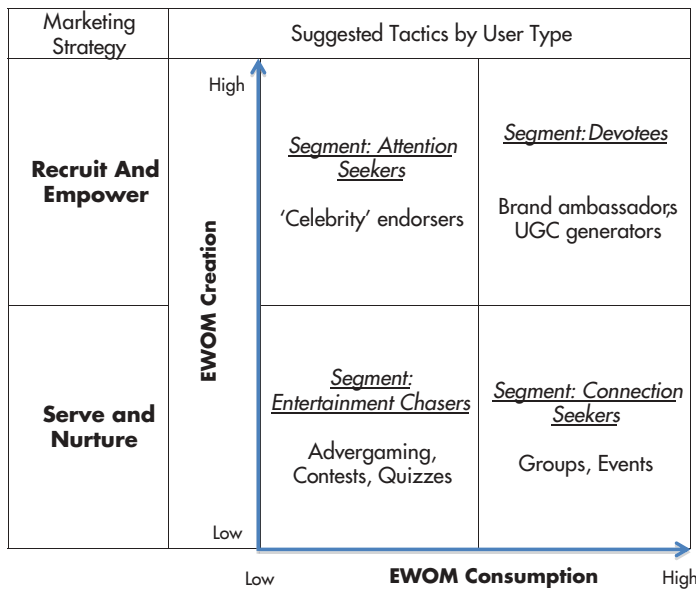 Marketing
Strategy
Suggested Tactics by User Type
Recruit And
Empower
High
EWOM Creation
Segment: Attention
Seekers
'Celebrity' endorsers
Segment: Devotees
Brand ambassadors,
UGC generators
Serve and
Nurture
Segment:
Entertainment Chasers
Advergaming,
Contests, Quizzes
Segment: Connection
Seekers
Groups, Events
Low
Low
EWOM Consumption
High